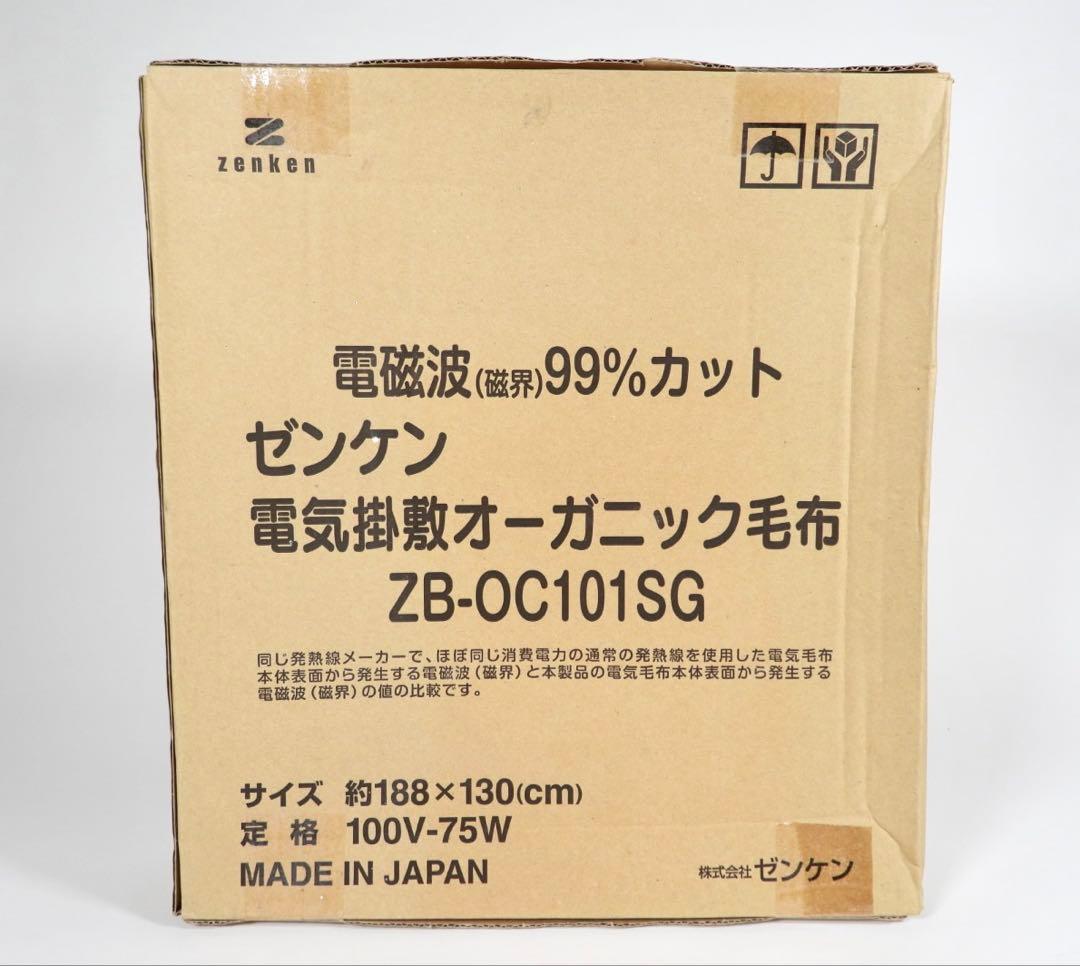 zenken
電磁波(磁界)99%カット
ゼンケン
電気掛敷オーガニック毛布
ZB-OC101SG
同じ発熱線メーカーで、ほぼ同じ消費電力の通常の発熱線を使用した電気毛布
本体表面から発生する電磁波（磁界）と本製品の電気毛布本体表面から発生する
電磁波（磁界）の値の比較です。
サイズ 約188×130(cm)
定格 100V-75W
MADE IN JAPAN
株式会社ゼンケン